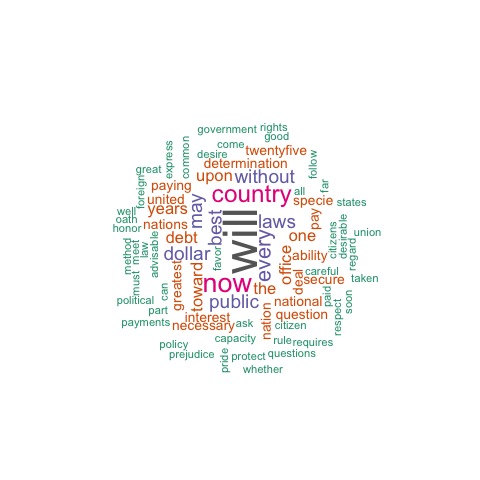 government rights
good
express
common
come
desire
twentyfive
determination
follow
great
foreign
upon without
far
paying
country
all
united
may
specie
states
well
years
best
will
laws
pay
oath
nations
every
one
citizens
desirable
union
honor
debt
favor
office
ability
regard
method
meet
law
advisable
dollar
deal
careful
must
greatest
toward
now
the
secure
taken
can
public
national
paid
soon
political
part
interest
nation
question
respect
payments
necessary
ask
citizen
capacity
rule
requires
policy
prejudice
pride
protect
questions
whether